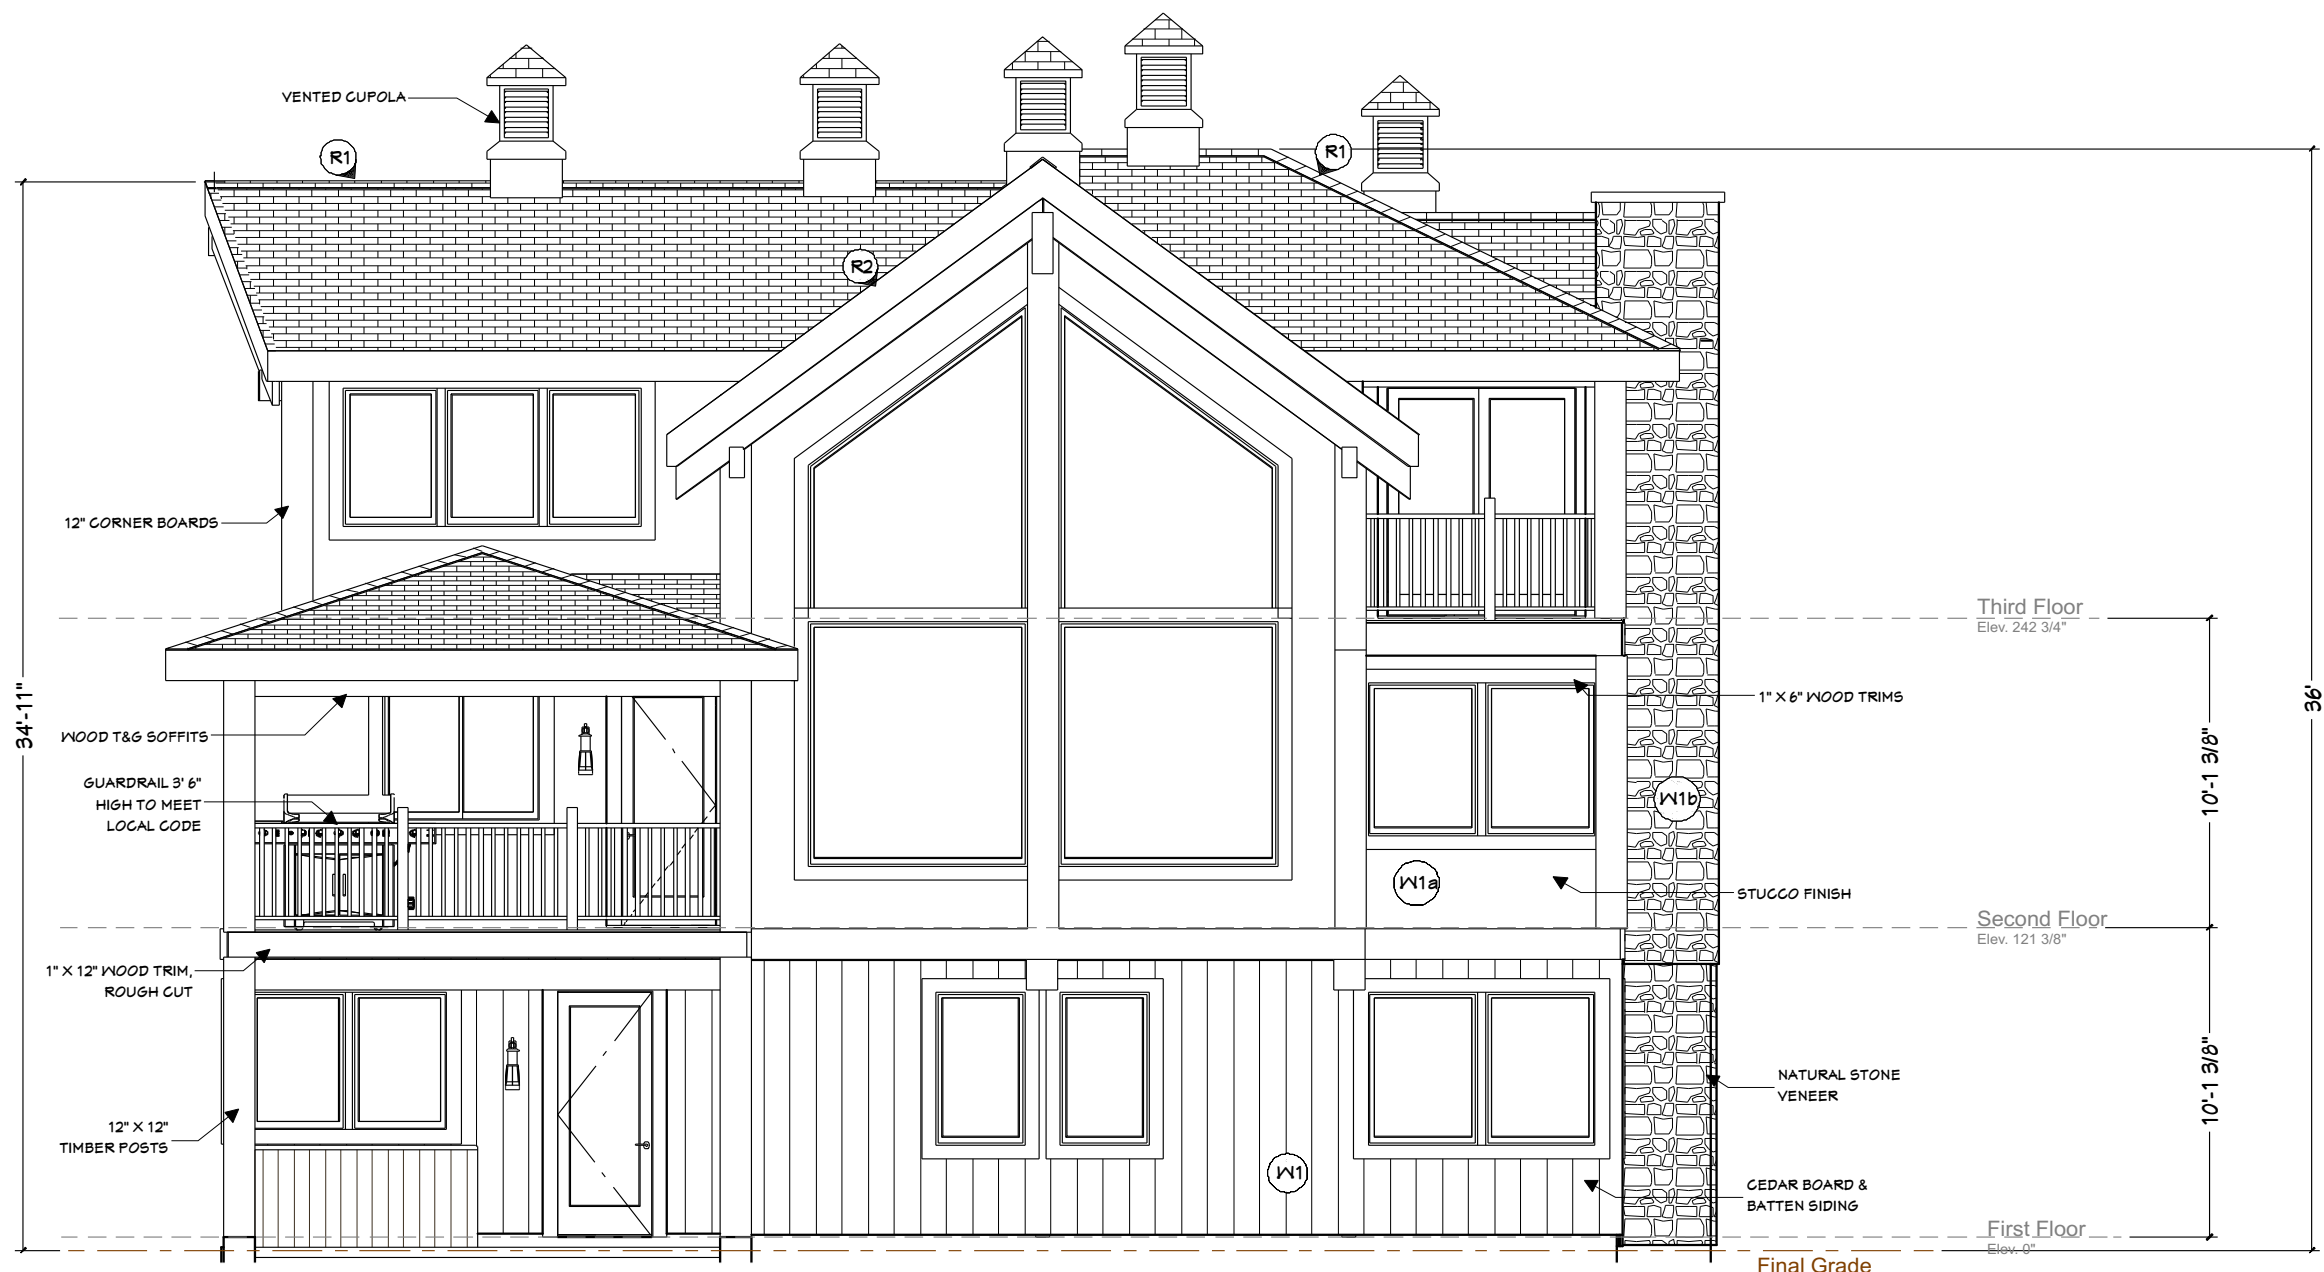 VENTED CUPOLA
R1
R1
R2
12" CORNER BOARDS
Third Floor
Elev. 242 3/4"
34'-11"
36'
1" X 6" WOOD TRIMS
WOOD T&G SOFFITS
10'-1 3/8"
GUARDRAIL 3' 6"
HIGH TO MEET
LOCAL CODE
W1b
W1a
STUCCO FINISH
Second Floor
Elev. 121 3/8"
1" X 12" WOOD TRIM,
ROUGH CUT
10'-1 3/8"
NATURAL STONE
VENEER
12" X 12"
TIMBER POSTS
W1
CEDAR BOARD &
BATTEN SIDING
First Floor
Elev. 0"
Final Grade